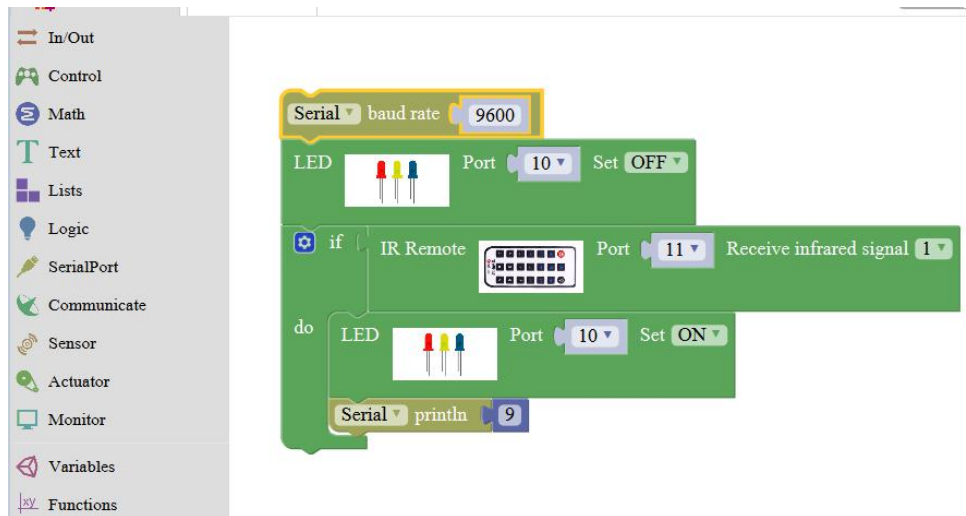 In/Out
Control
Math
Text
Lists
Logic
SerialPort
Communicate
Sensor
Actuator
Monitor
Variables
xy Functions
Serial baud rate 9600
LED Port 10 Set OFF
if IR Remote Port 11 Receive infrared signal 1
do LED Port 10 Set ON
Serial println 9